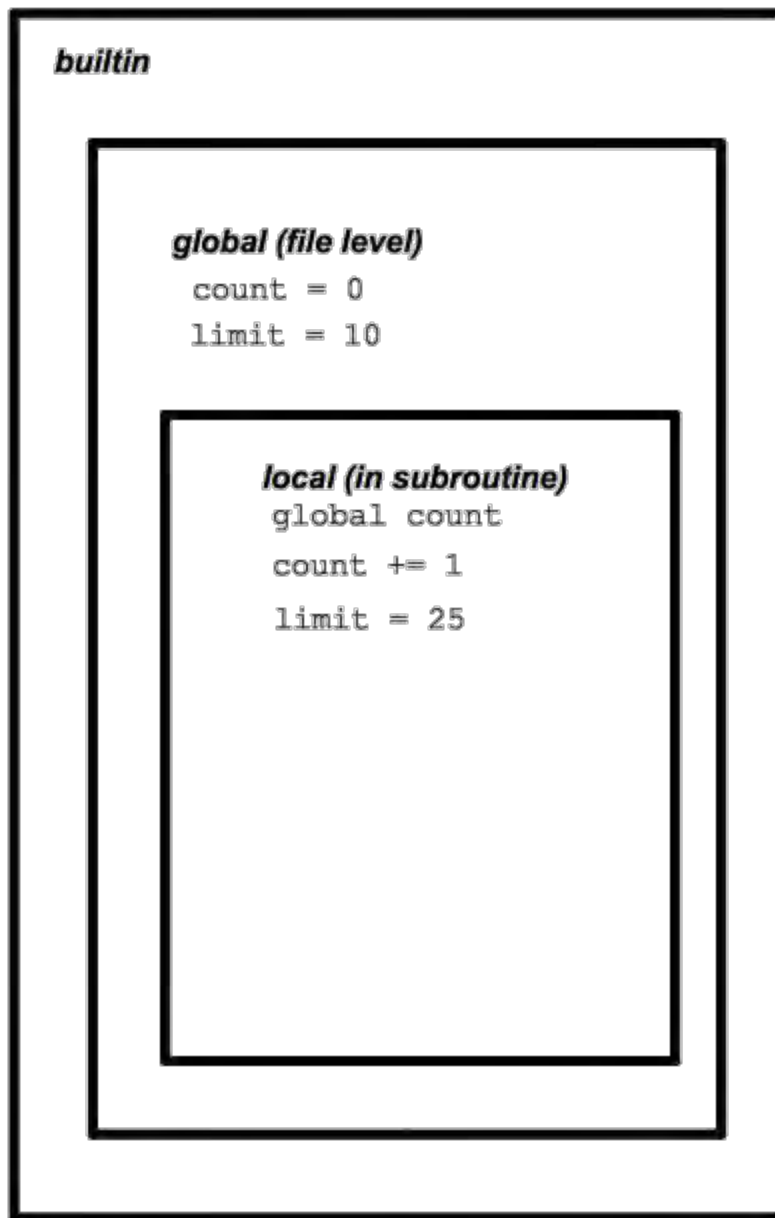 builtin
global (file level)
count = 0
limit = 10
local (in subroutine)
global count
count += 1
limit = 25